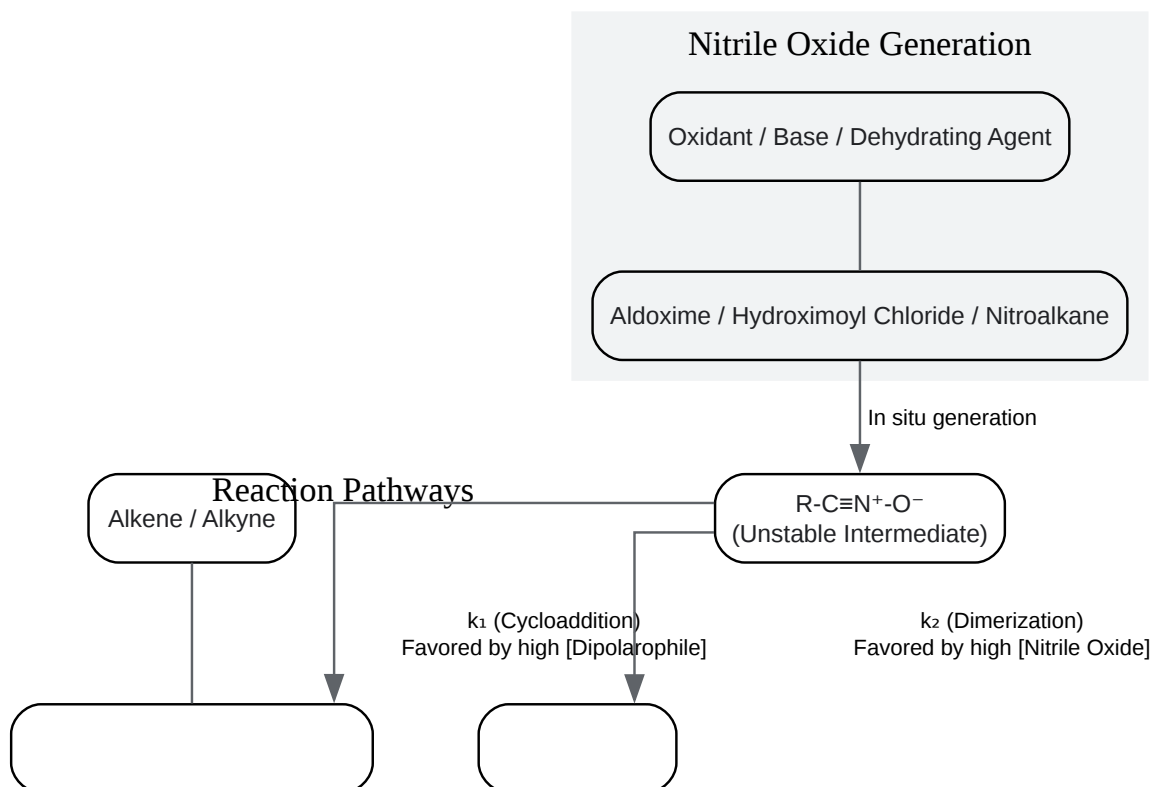 Nitrile Oxide Generation
Oxidant / Base / Dehydrating Agent
Aldoxime / Hydroximoyl Chloride / Nitroalkane
In situ generation
Reaction Pathways
Alkene / Alkyne
R-C≡N⁺-O⁻
(Unstable Intermediate)
k₁ (Cycloaddition)
Favored by high [Dipolarophile]
k₂ (Dimerization)
Favored by high [Nitrile Oxide]